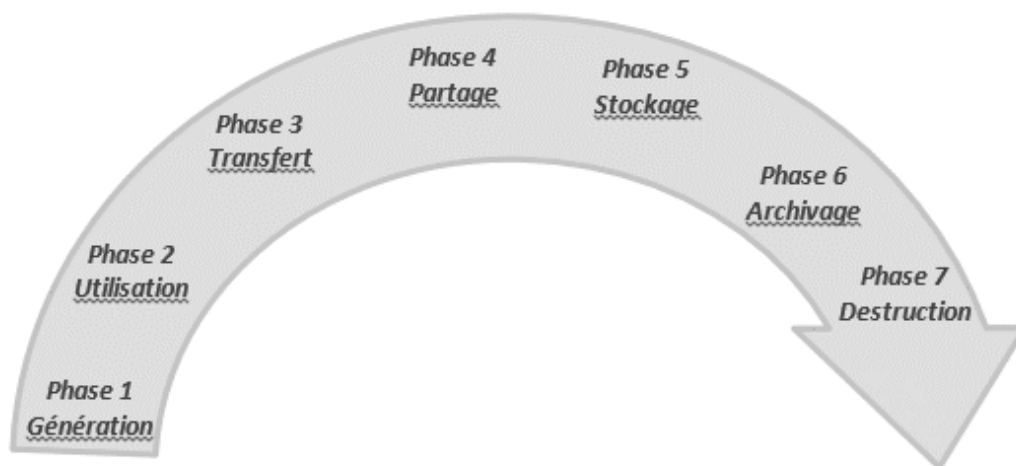 Phase 1
Génération
Phase 2
Utilisation
Phase 3
Transfert
Phase 4
Partage
Phase 5
Stockage
Phase 6
Archivage
Phase 7
Destruction